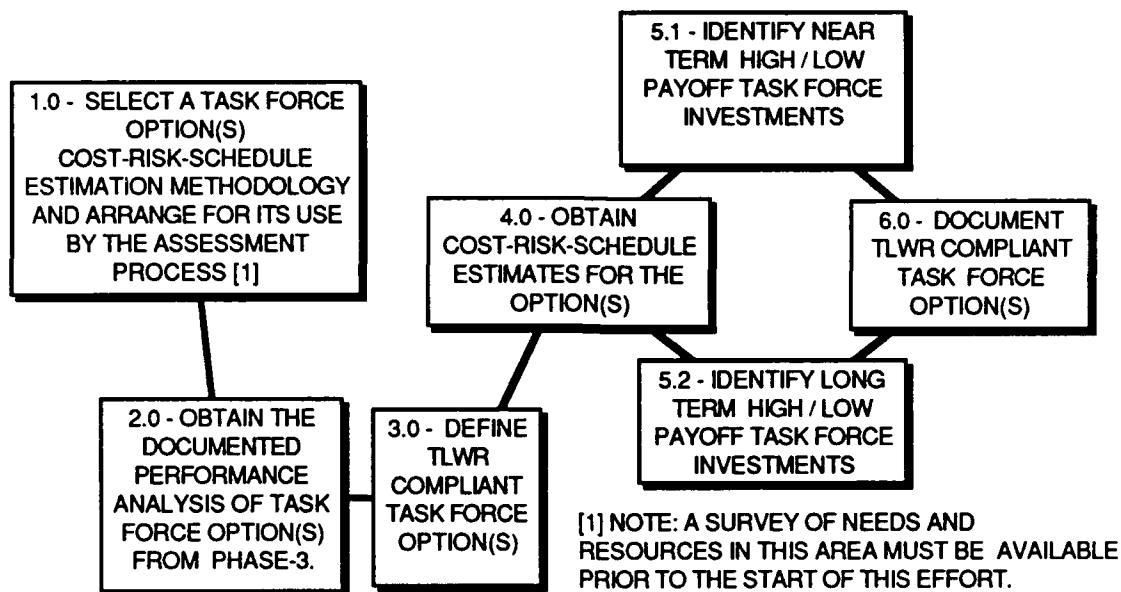 1.0 - SELECT A TASK FORCE
OPTION(S)
COST-RISK-SCHEDULE
ESTIMATION METHODOLOGY
AND ARRANGE FOR ITS USE
BY THE ASSESSMENT
PROCESS [1]
2.0 - OBTAIN THE
DOCUMENTED
PERFORMANCE
ANALYSIS OF TASK
FORCE OPTION(S)
FROM PHASE-3.
3.0 - DEFINE
TLWR
COMPLIANT
TASK FORCE
OPTION(S)
4.0 - OBTAIN
COST-RISK-SCHEDULE
ESTIMATES FOR THE
OPTION(S)
5.1 - IDENTIFY NEAR
TERM HIGH / LOW
PAYOFF TASK FORCE
INVESTMENTS
5.2 - IDENTIFY LONG
TERM HIGH / LOW
PAYOFF TASK FORCE
INVESTMENTS
6.0 - DOCUMENT
TLWR COMPLIANT
TASK FORCE
OPTION(S)
[1] NOTE: A SURVEY OF NEEDS AND
RESOURCES IN THIS AREA MUST BE AVAILABLE
PRIOR TO THE START OF THIS EFFORT.